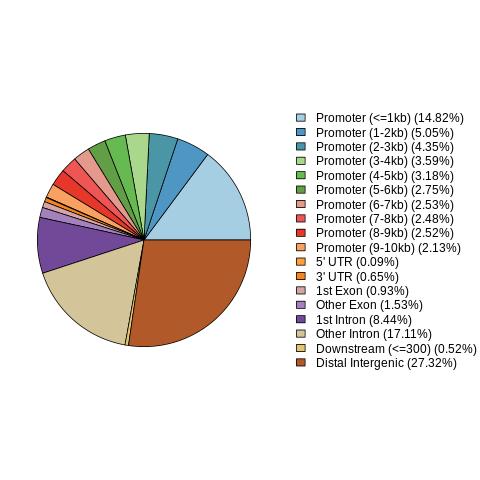 Promoter (<=1kb) (14.82%)
Promoter (1-2kb) (5.05%)
Promoter (2-3kb) (4.35%)
Promoter (3-4kb) (3.59%)
Promoter (4-5kb) (3.18%)
Promoter (5-6kb) (2.75%)
Promoter (6-7kb) (2.53%)
Promoter (7-8kb) (2.48%)
Promoter (8-9kb) (2.52%)
Promoter (9-10kb) (2.13%)
5' UTR (0.09%)
3' UTR (0.65%)
1st Exon (0.93%)
Other Exon (1.53%)
1st Intron (8.44%)
Other Intron (17.11%)
Downstream (<=300) (0.52%)
Distal Intergenic (27.32%)